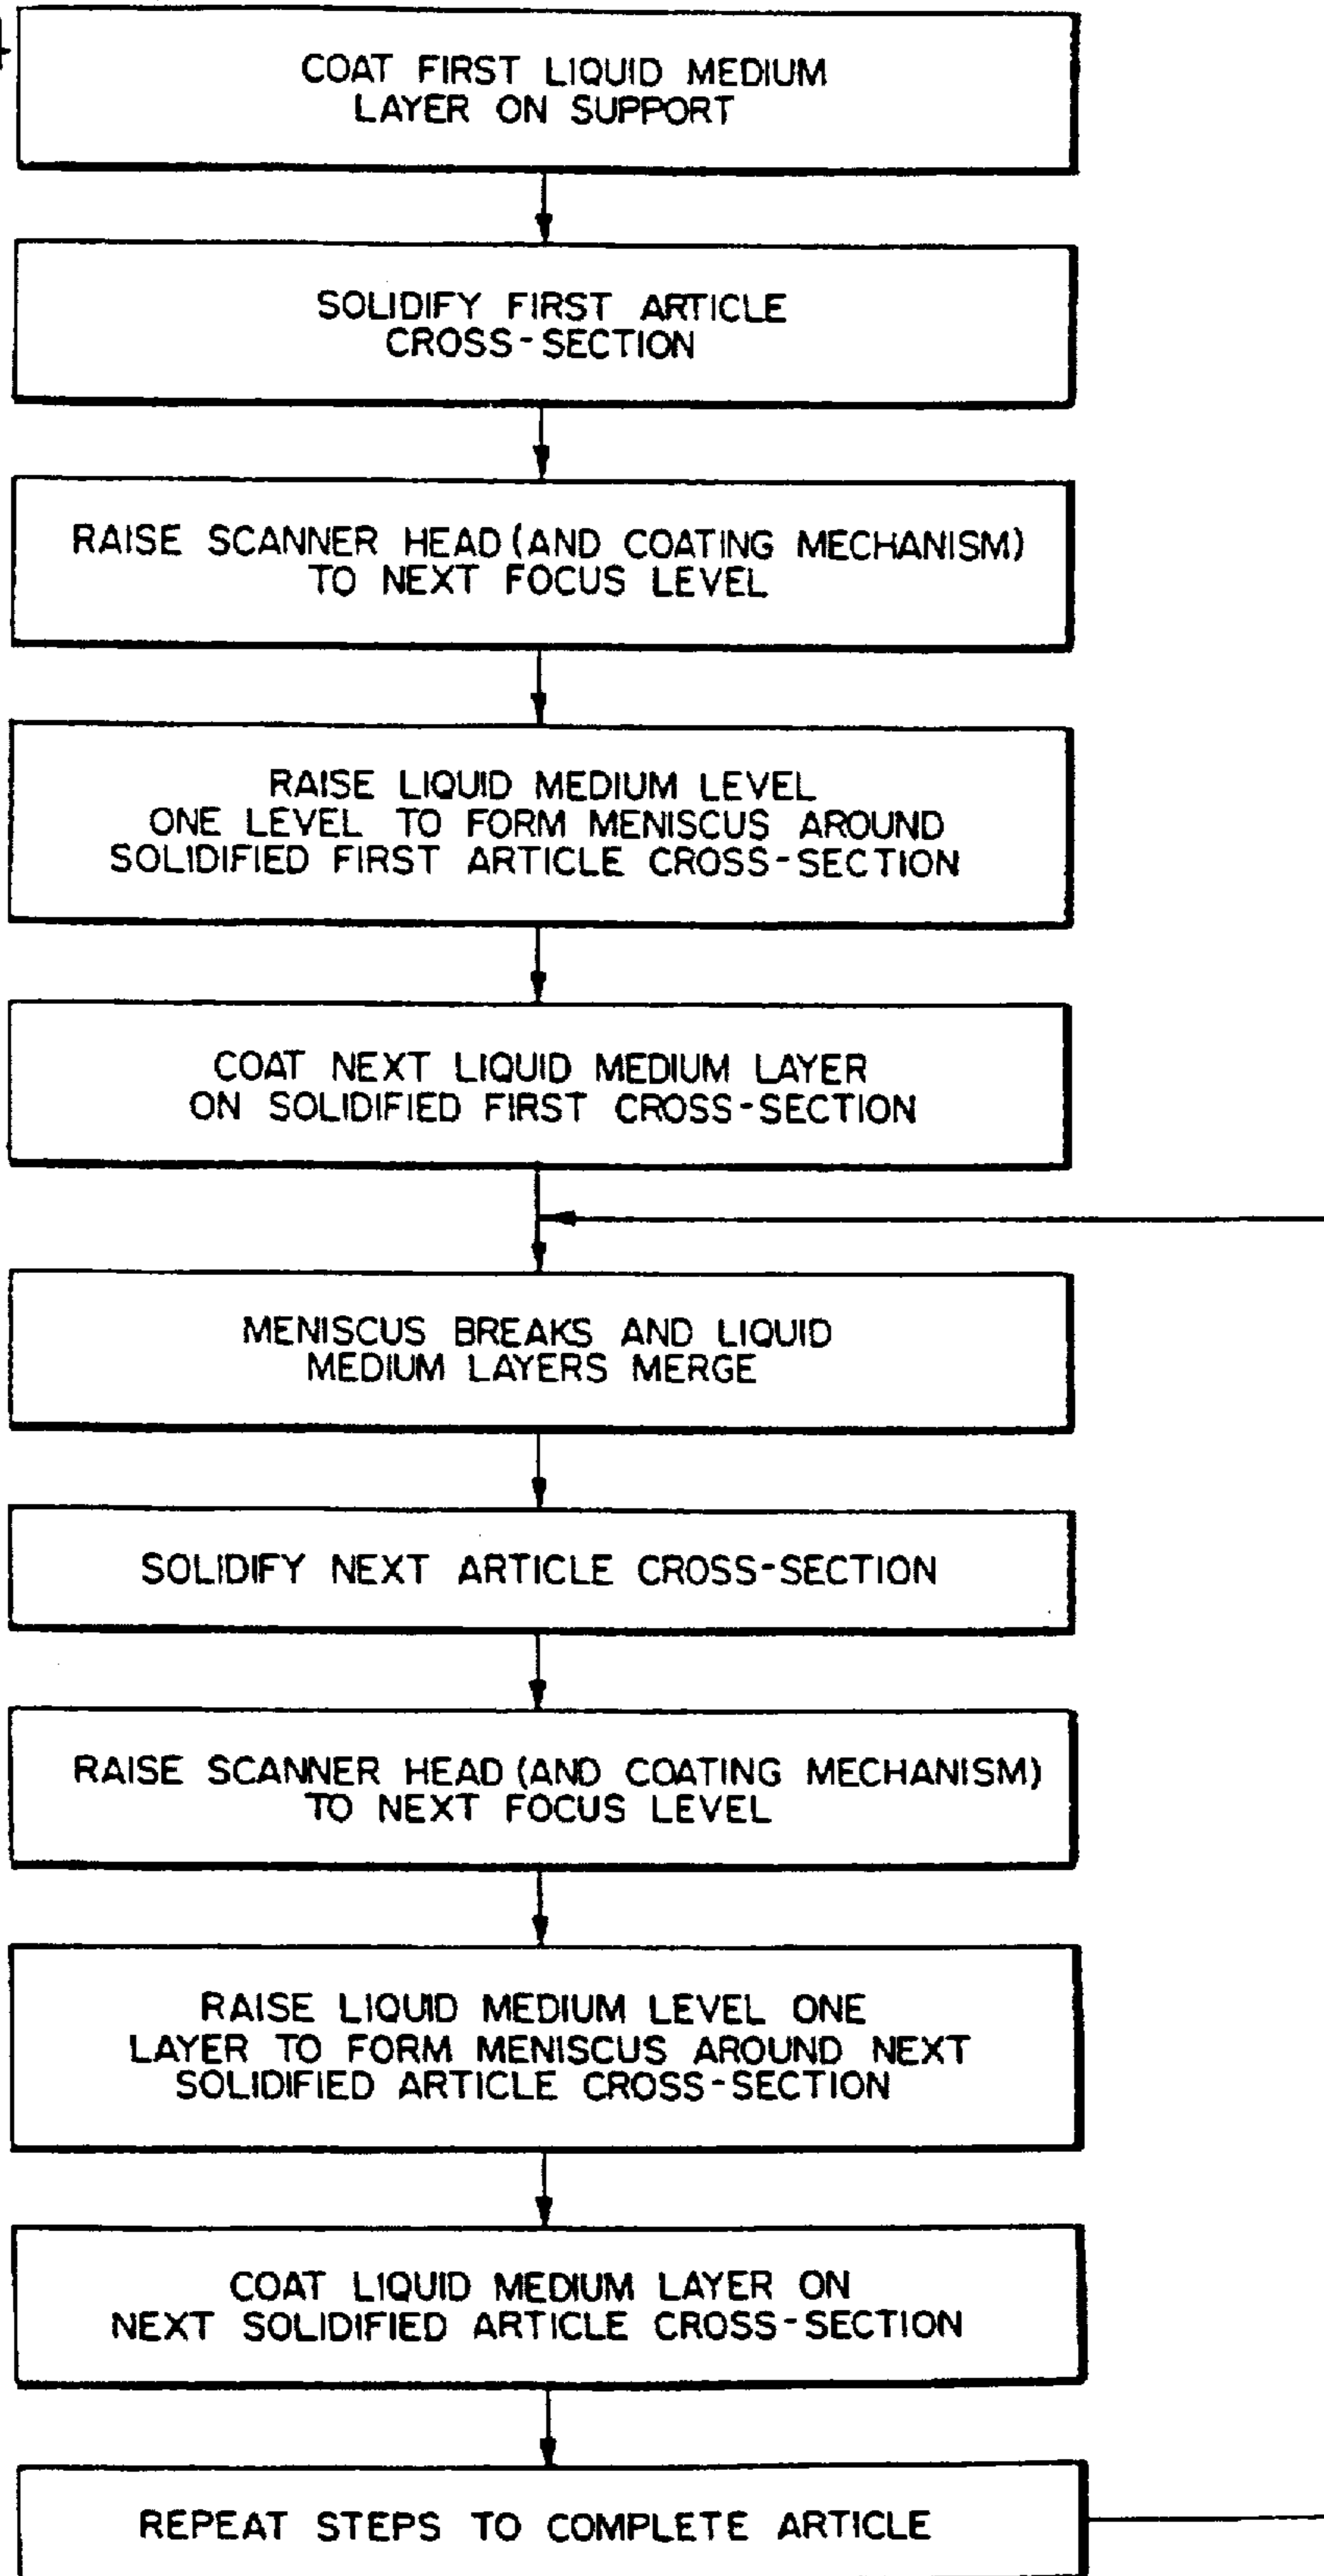 COAT FIRST LIQUID MEDIUM
LAYER ON SUPPORT
SOLIDIFY FIRST ARTICLE
CROSS-SECTION
RAISE SCANNER HEAD (AND COATING MECHANISM)
TO NEXT FOCUS LEVEL
RAISE LIQUID MEDIUM LEVEL
ONE LEVEL TO FORM MENISCUS AROUND
SOLIDIFIED FIRST ARTICLE CROSS-SECTION
COAT NEXT LIQUID MEDIUM LAYER
ON SOLIDIFIED FIRST CROSS-SECTION
MENISCUS BREAKS AND LIQUID
MEDIUM LAYERS MERGE
SOLIDIFY NEXT ARTICLE CROSS-SECTION
RAISE SCANNER HEAD (AND COATING MECHANISM)
TO NEXT FOCUS LEVEL
RAISE LIQUID MEDIUM LEVEL ONE
LAYER TO FORM MENISCUS AROUND NEXT
SOLIDIFIED ARTICLE CROSS-SECTION
COAT LIQUID MEDIUM LAYER ON
NEXT SOLIDIFIED ARTICLE CROSS-SECTION
REPEAT STEPS TO COMPLETE ARTICLE